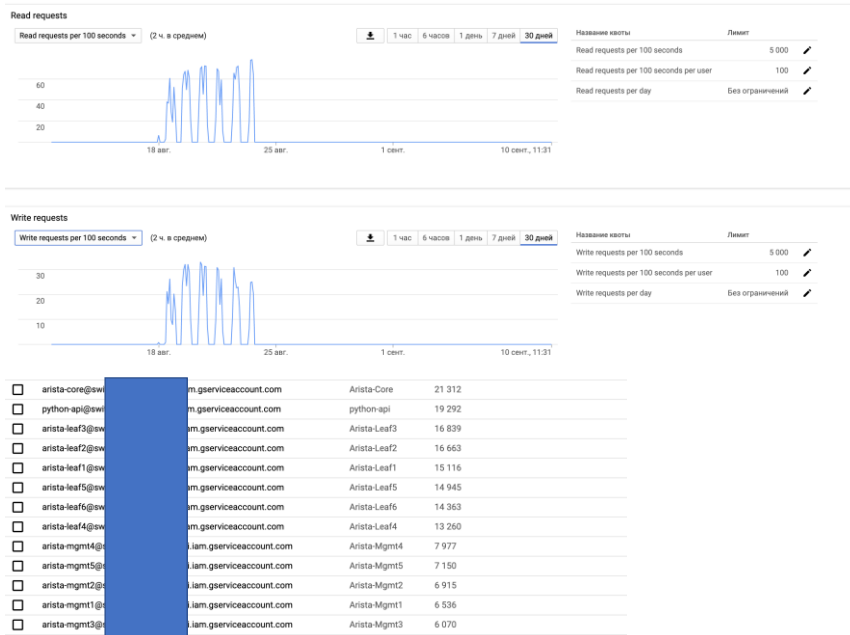 Read requests
Read requests per 100 seconds (2 ч. в среднем) 1 час 6 часов 1 день 7 дней 30 дней
Название квоты Лимит
Read requests per 100 seconds 5 000
Read requests per 100 seconds per user 100
Read requests per day Без ограничений
60
40
20
18 авг. 25 авг. 1 сент. 10 сент., 11:31
Write requests
Write requests per 100 seconds (2 ч. в среднем) 1 час 6 часов 1 день 7 дней 30 дней
Название квоты Лимит
Write requests per 100 seconds 5 000
Write requests per 100 seconds per user 100
Write requests per day Без ограничений
30
20
10
18 авг. 25 авг. 1 сент. 10 сент., 11:31
arista-core@swi m.gserviceaccount.com Arista-Core 21 312
python-api@swi m.gserviceaccount.com python-api 19 292
arista-leaf3@sw am.gserviceaccount.com Arista-Leaf3 16 839
arista-leaf2@sw am.gserviceaccount.com Arista-Leaf2 16 663
arista-leaf1@sw am.gserviceaccount.com Arista-Leaf1 15 116
arista-leaf5@sw am.gserviceaccount.com Arista-Leaf5 14 945
arista-leaf6@sw am.gserviceaccount.com Arista-Leaf6 14 363
arista-leaf4@sw am.gserviceaccount.com Arista-Leaf4 13 260
arista-mgmt4@s i.iam.gserviceaccount.com Arista-Mgmt4 7 977
arista-mgmt5@s i.iam.gserviceaccount.com Arista-Mgmt5 7 150
arista-mgmt2@s i.iam.gserviceaccount.com Arista-Mgmt2 6 915
arista-mgmt1@s i.iam.gserviceaccount.com Arista-Mgmt1 6 536
arista-mgmt3@s i.iam.gserviceaccount.com Arista-Mgmt3 6 070